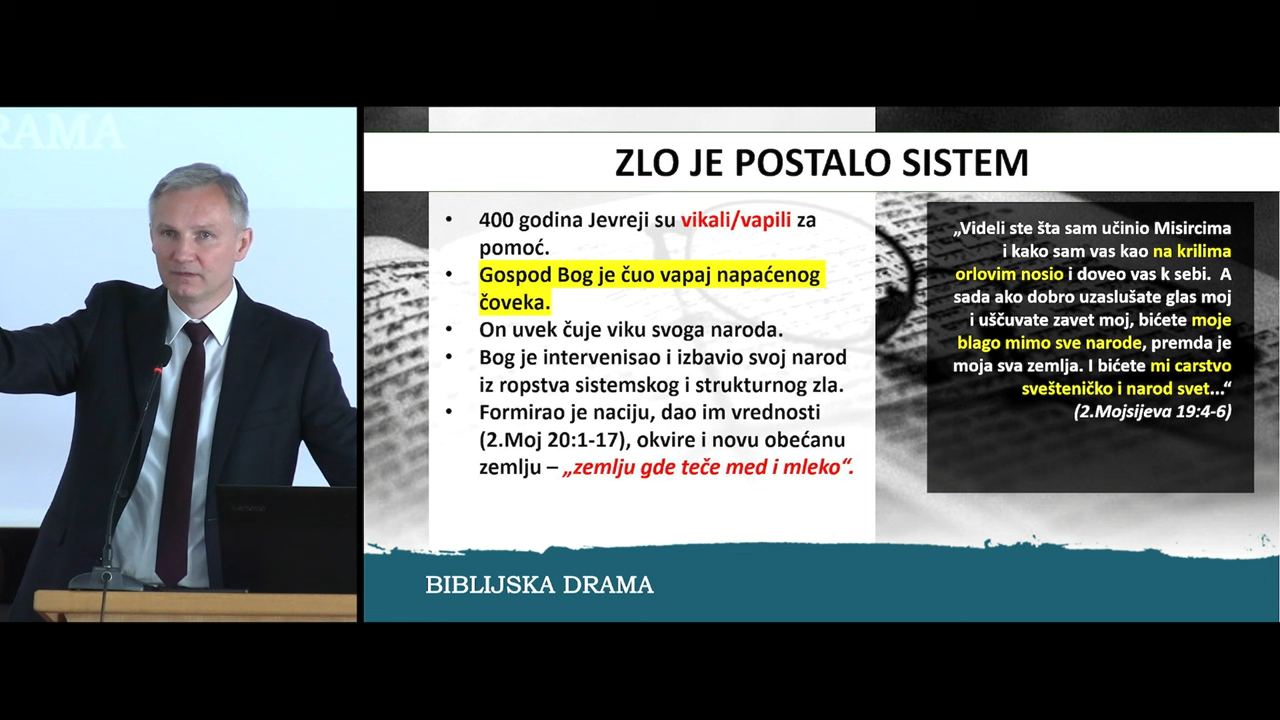 RAMA
ZLO JE POSTALO SISTEM
• 400 godina Jevreji su vikali/vapili za
pomoć.
• Gospod Bog je čuo vapaj napaćenog
čoveka.
• On uvek čuje viku svoga naroda.
• Bog je intervenisao i izbavio svoj narod
iz ropstva sistemskog i strukturnog zla.
• Formirao je naciju, dao im vrednosti
(2.Moj 20:1-17), okvire i novu obećanu
zemlju – „zemlju gde teče med i mleko“.
„Videli ste šta sam učinio Misircima
i kako sam vas kao na krilima
orlovim nosio i doveo vas k sebi.  A
sada ako dobro uzaslušate glas moj
i uščuvate zavet moj, bićete moje
blago mimo sve narode, premda je
moja sva zemlja. I bićete mi carstvo
svešteničko i narod svet...“
(2.Mojsijeva 19:4-6)
BIBLIJSKA DRAMA